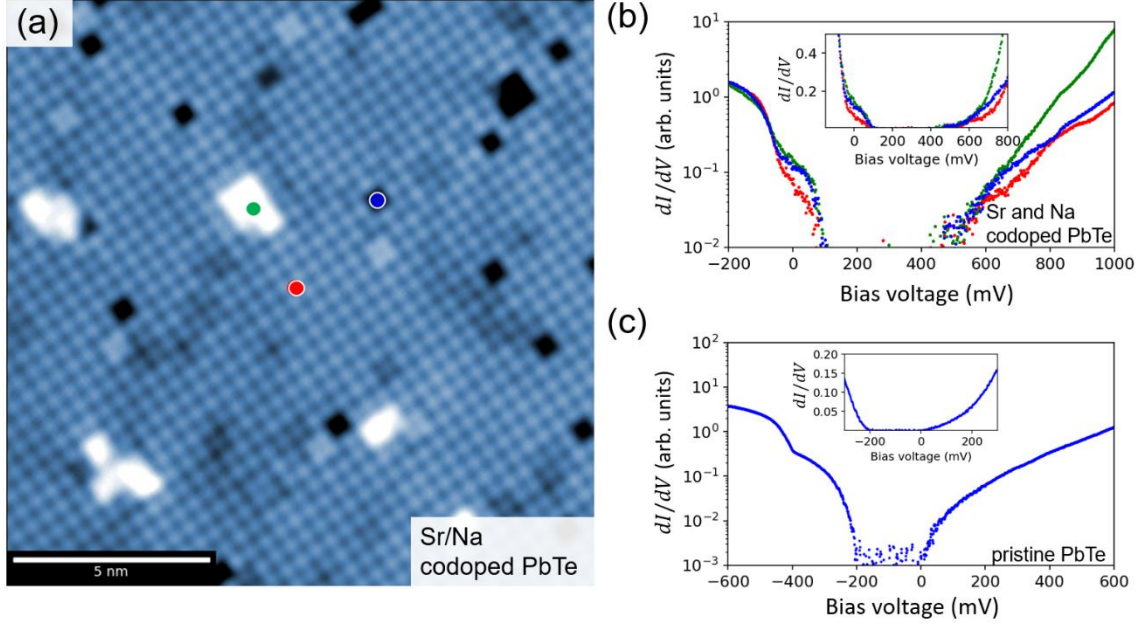 (a)
Sr/Na
codoped PbTe
5 nm
(b)
10¹
10⁰
10⁻¹
10⁻²
dI/dV (arb. units)
0.4
0.2
dI/dV
0 200 400 600 800
Bias voltage (mV)
Sr and Na
codoped PbTe
−200 0 200 400 600 800 1000
Bias voltage (mV)
(c)
10²
10¹
10⁰
10⁻¹
10⁻²
10⁻³
dI/dV (arb. units)
0.20
0.15
0.10
0.05
dI/dV
−200 0 200
Bias voltage (mV)
pristine PbTe
−600 −400 −200 0 200 400 600
Bias voltage (mV)